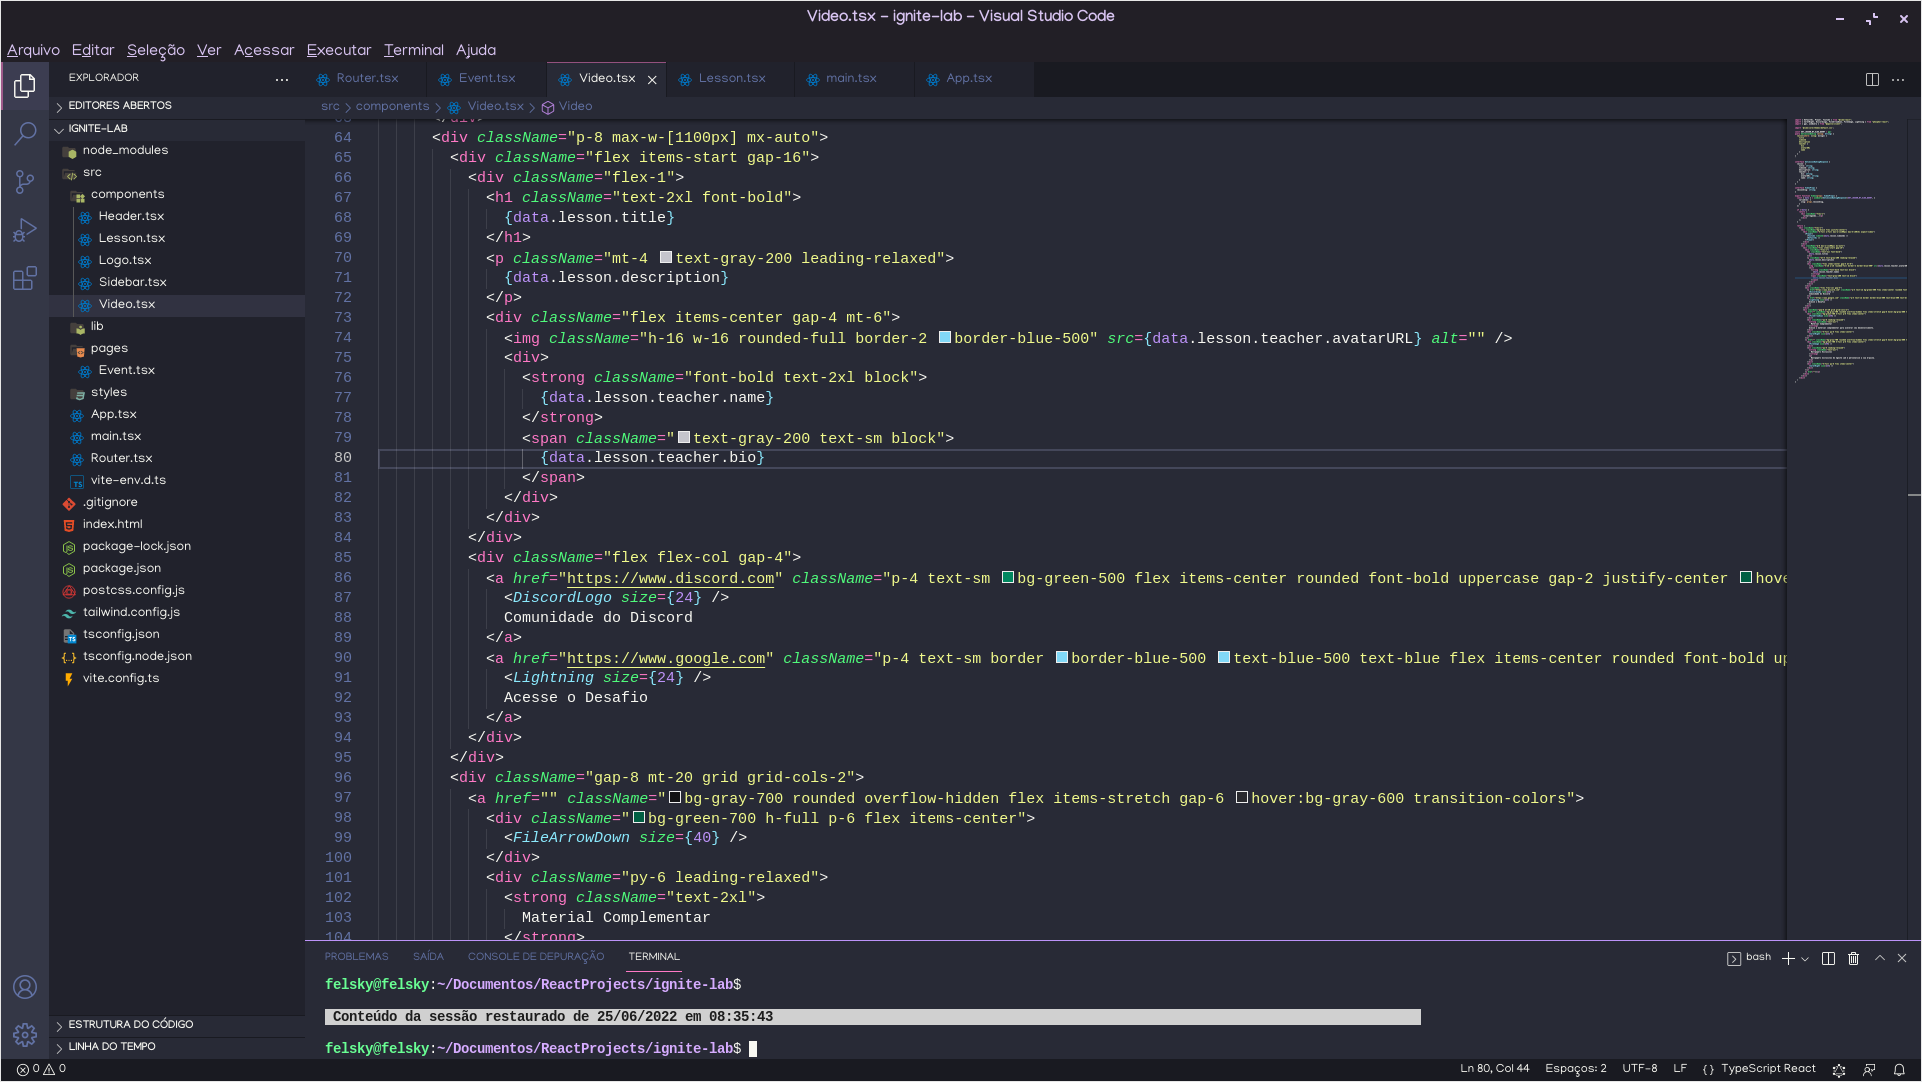 Video.tsx - ignite-lab - Visual Studio Code
Arquivo Editar Seleção Ver Acessar Executar Terminal Ajuda
EXPLORADOR
Router.tsx Event.tsx Video.tsx Lesson.tsx main.tsx App.tsx
EDITORES ABERTOS
src components Video.tsx Video
IGNITE-LAB
node_modules
src
components
Header.tsx
Lesson.tsx
Logo.tsx
Sidebar.tsx
Video.tsx
lib
pages
Event.tsx
styles
App.tsx
main.tsx
Router.tsx
vite-env.d.ts
.gitignore
index.html
package-lock.json
package.json
postcss.config.js
tailwind.config.js
tsconfig.json
tsconfig.node.json
vite.config.ts
ESTRUTURA DO CÓDIGO
LINHA DO TEMPO
64 <div className="p-8 max-w-[1100px] mx-auto">
65 <div className="flex items-start gap-16">
66 <div className="flex-1">
67 <h1 className="text-2xl font-bold">
68 {data.lesson.title}
69 </h1>
70 <p className="mt-4 text-gray-200 leading-relaxed">
71 {data.lesson.description}
72 </p>
73 <div className="flex items-center gap-4 mt-6">
74 <img className="h-16 w-16 rounded-full border-2 border-blue-500" src={data.lesson.teacher.avatarURL} alt="" />
75 <div>
76 <strong className="font-bold text-2xl block">
77 {data.lesson.teacher.name}
78 </strong>
79 <span className="text-gray-200 text-sm block">
80 {data.lesson.teacher.bio}
81 </span>
82 </div>
83 </div>
84 </div>
85 <div className="flex flex-col gap-4">
86 <a href="https://www.discord.com" className="p-4 text-sm bg-green-500 flex items-center rounded font-bold uppercase gap-2 justify-center hove
87 <DiscordLogo size={24} />
88 Comunidade do Discord
89 </a>
90 <a href="https://www.google.com" className="p-4 text-sm border border-blue-500 text-blue-500 text-blue flex items-center rounded font-bold up
91 <Lightning size={24} />
92 Acesse o Desafio
93 </a>
94 </div>
95 </div>
96 <div className="gap-8 mt-20 grid grid-cols-2">
97 <a href="" className="bg-gray-700 rounded overflow-hidden flex items-stretch gap-6 hover:bg-gray-600 transition-colors">
98 <div className="bg-green-700 h-full p-6 flex items-center">
99 <FileArrowDown size={40} />
100 </div>
101 <div className="py-6 leading-relaxed">
102 <strong className="text-2xl">
103 Material Complementar
104 </strong>
PROBLEMAS SAÍDA CONSOLE DE DEPURAÇÃO TERMINAL bash
felsky@felsky:~/Documentos/ReactProjects/ignite-lab$
Conteúdo da sessão restaurado de 25/06/2022 em 08:35:43
felsky@felsky:~/Documentos/ReactProjects/ignite-lab$
0 0 Ln 80, Col 44 Espaços: 2 UTF-8 LF {} TypeScript React